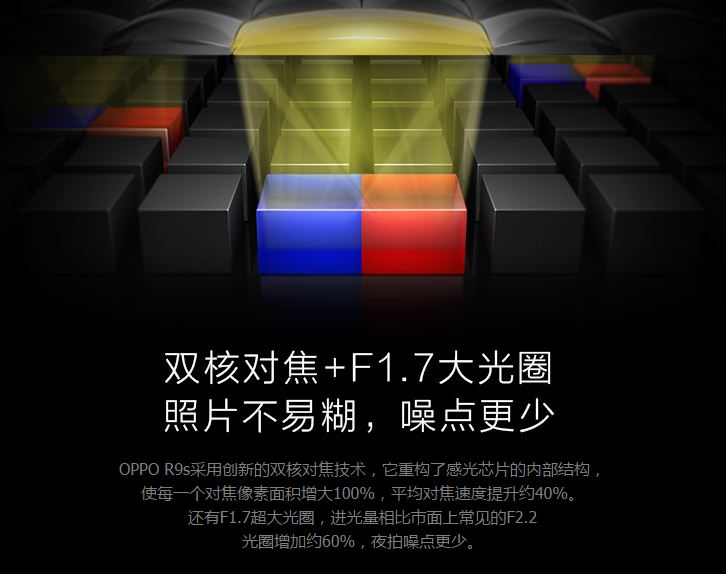 双核对焦+F1.7大光圈
照片不易糊，噪点更少
OPPO R9s采用创新的双核对焦技术，它重构了感光芯片的内部结构，
使每一个对焦像素面积增大100%，平均对焦速度提升约40%。
还有F1.7超大光圈，进光量相比市面上常见的F2.2
光圈增加约60%，夜拍噪点更少。